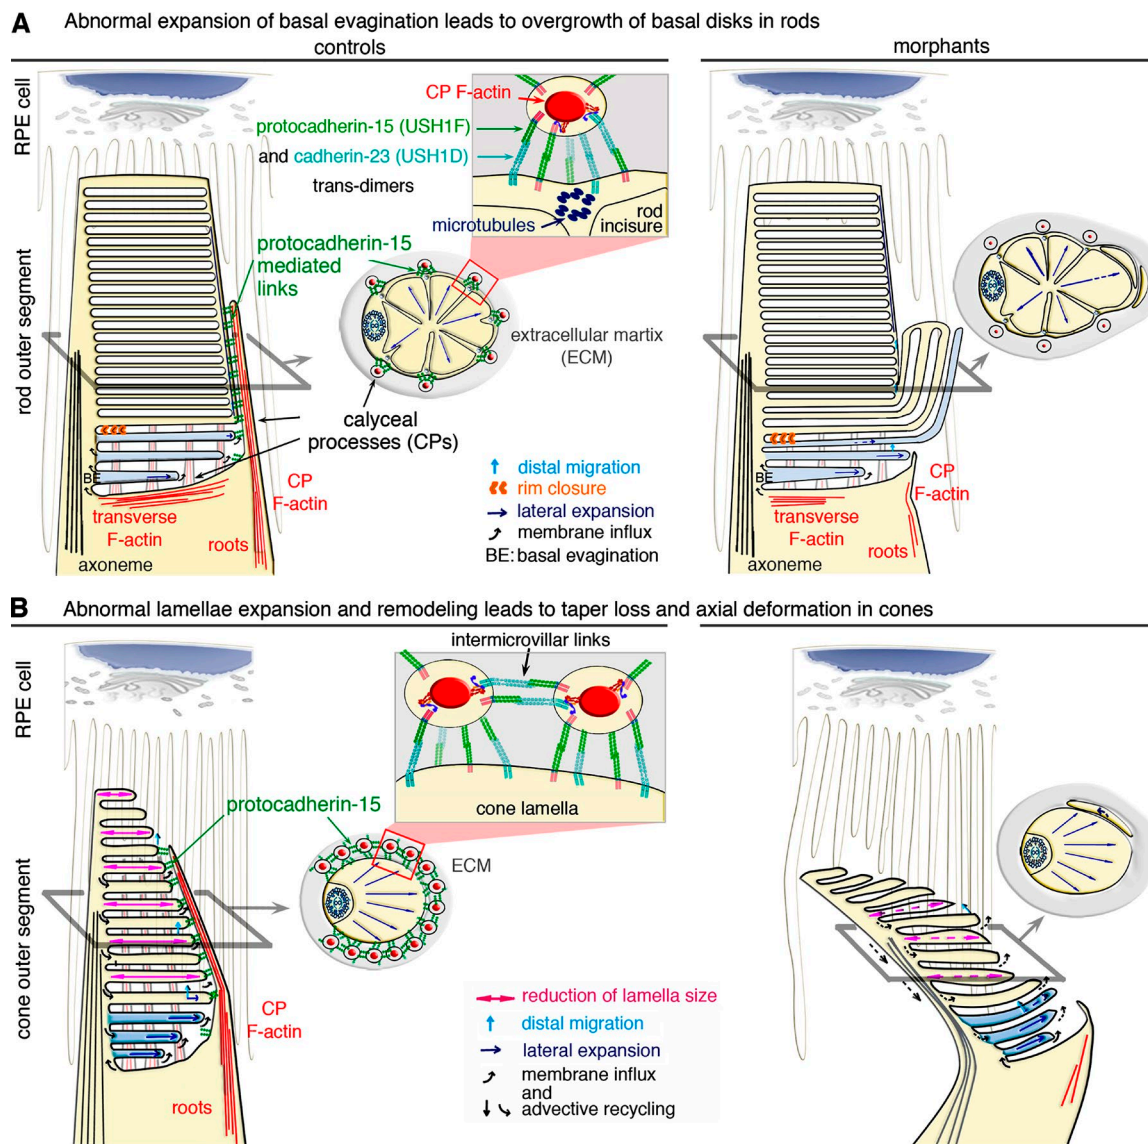 A Abnormal expansion of basal evagination leads to overgrowth of basal disks in rods
controls
morphants
RPE cell
rod outer segment
CP F-actin
protocadherin-15 (USH1F)
and cadherin-23 (USH1D)
trans-dimers
microtubules
rod
incisure
protocadherin-15
mediated
links
extracellular martix
(ECM)
calyceal
processes (CPs)
BE
CP
F-actin
transverse
F-actin
roots
axoneme
distal migration
rim closure
lateral expansion
membrane influx
BE: basal evagination
BE
CP
F-actin
transverse
F-actin
roots
axoneme
B Abnormal lamellae expansion and remodeling leads to taper loss and axial deformation in cones
RPE cell
cone outer segment
intermicrovillar links
cone lamella
protocadherin-15
ECM
CP
F-actin
roots
reduction of lamella size
distal migration
lateral expansion
membrane influx
and
advective recycling